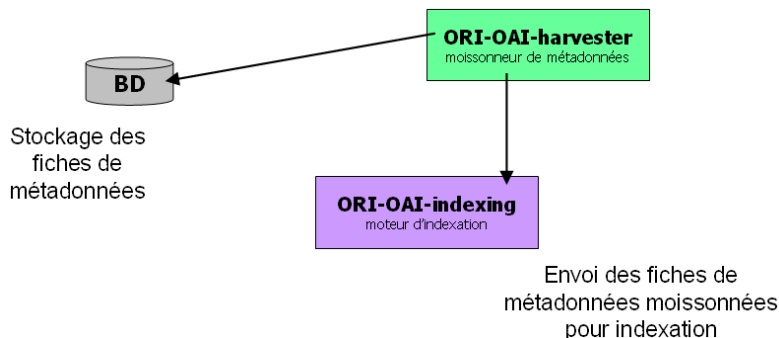 ORI-OAI-harvester
moissonneur de métadonnées
BD
Stockage des
fiches de
métadonnées
ORI-OAI-indexing
moteur d'indexation
Envoi des fiches de
métadonnées moissonnées
pour indexation